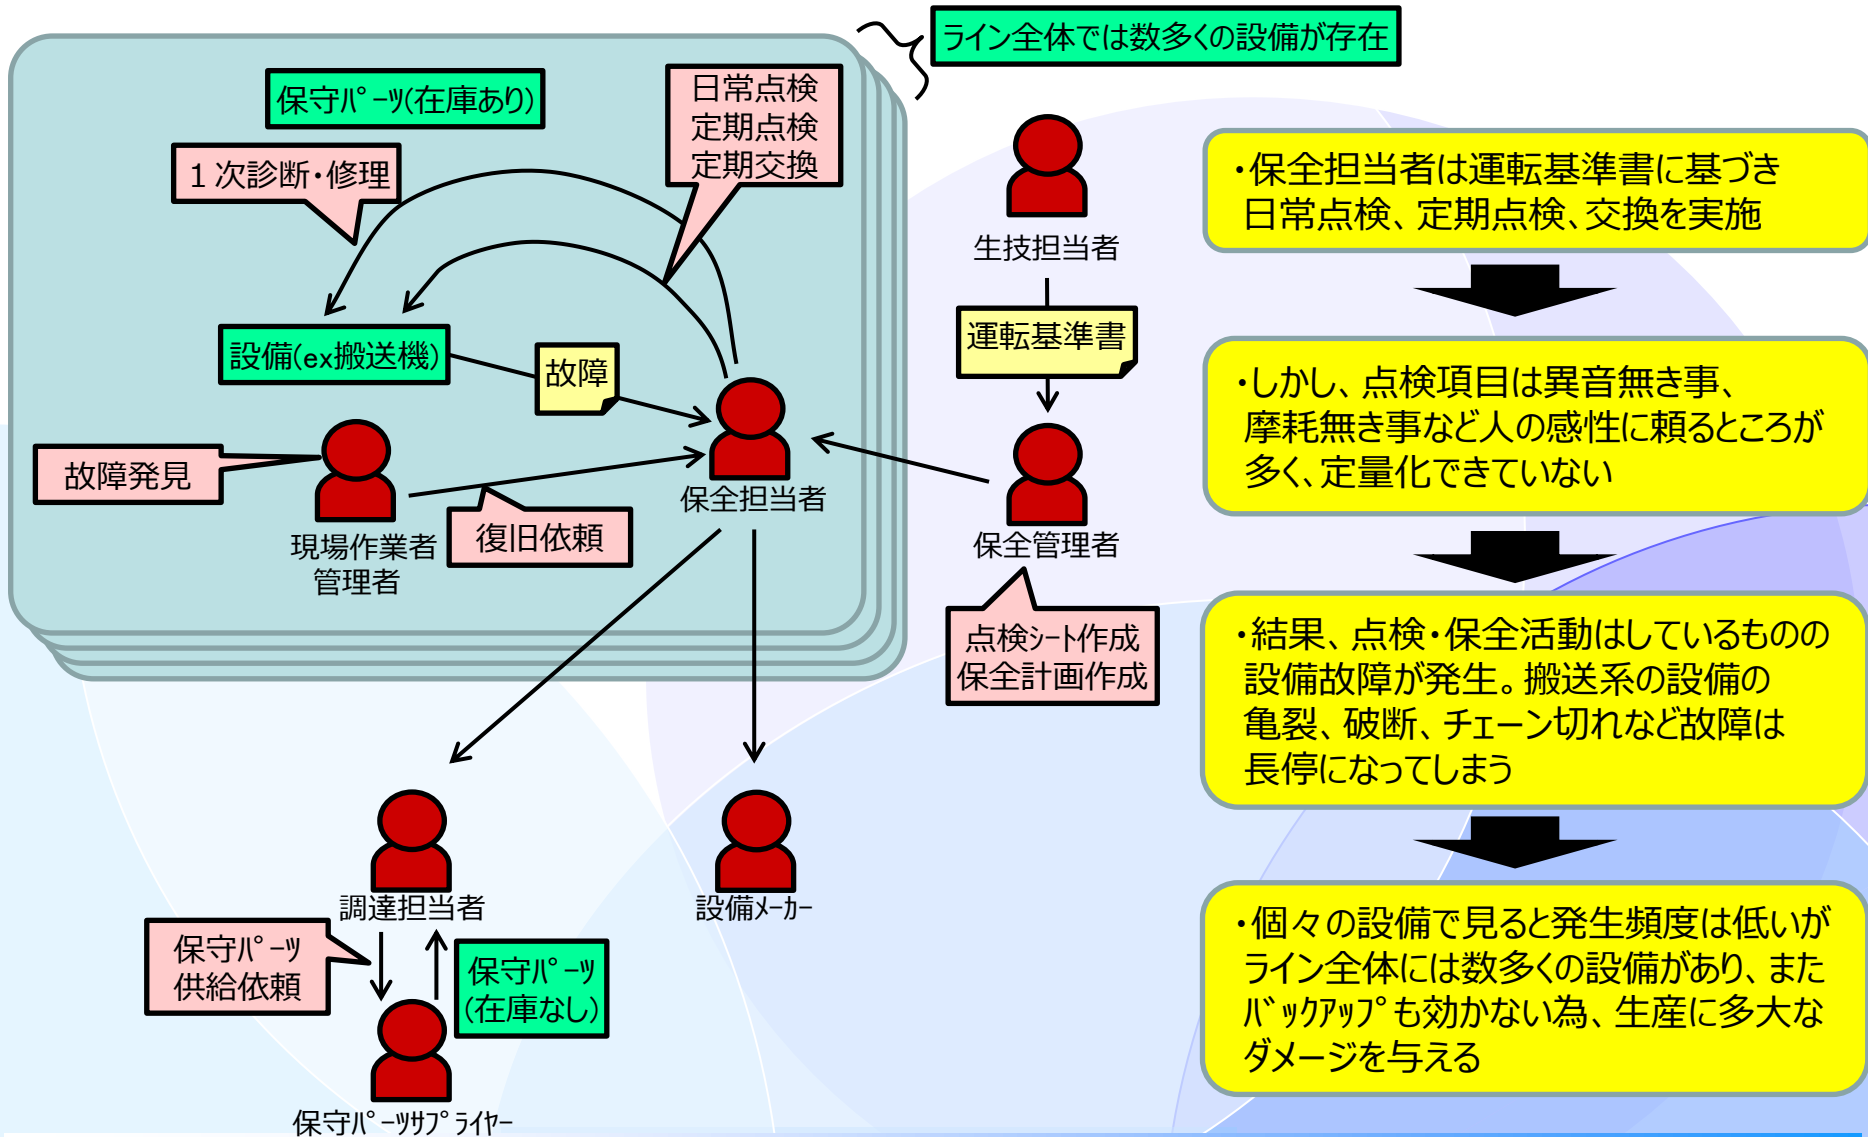 ライン全体では数多くの設備が存在
保守ﾊﾟｰﾂ(在庫あり)
日常点検
定期点検
定期交換
１次診断・修理
設備(ex搬送機)
故障
故障発見
現場作業者
管理者
復旧依頼
保全担当者
生技担当者
運転基準書
保全管理者
点検ｼｰﾄ作成
保全計画作成
調達担当者
設備ﾒｰｶｰ
保守ﾊﾟｰﾂ
供給依頼
保守ﾊﾟｰﾂ
(在庫なし)
保守ﾊﾟｰﾂｻﾌﾟﾗｲﾔｰ
・保全担当者は運転基準書に基づき
日常点検、定期点検、交換を実施
・しかし、点検項目は異音無き事、
摩耗無き事など人の感性に頼るところが
多く、定量化できていない
・結果、点検・保全活動はしているものの
設備故障が発生。搬送系の設備の
亀裂、破断、チェーン切れなど故障は
長停になってしまう
・個々の設備で見ると発生頻度は低いが
ライン全体には数多くの設備があり、また
ﾊﾞｯｸｱｯﾌﾟも効かない為、生産に多大な
ダメージを与える